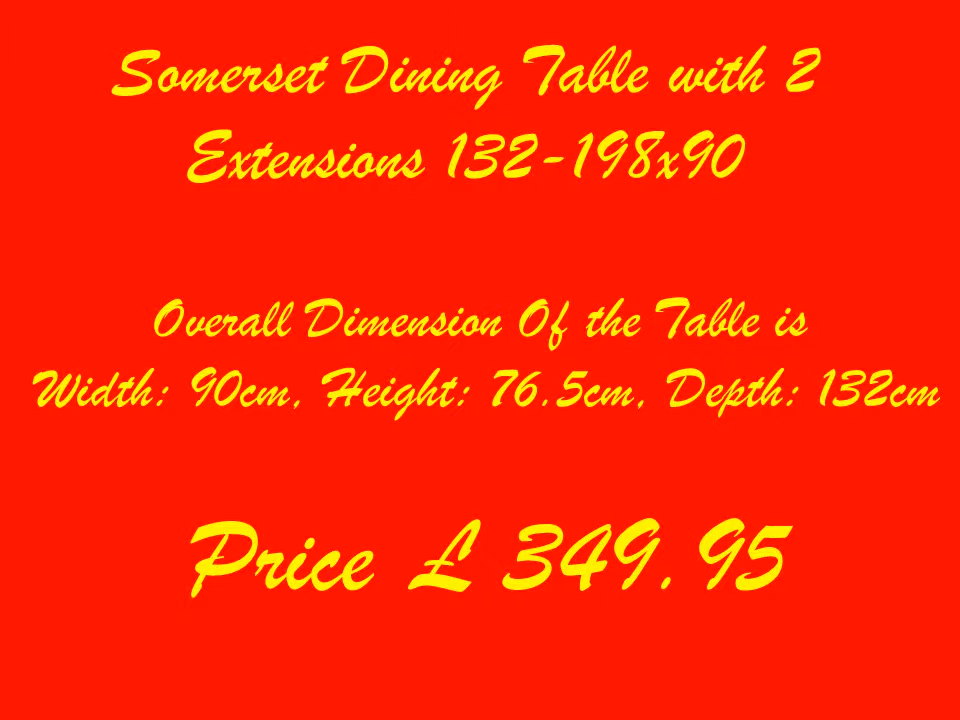 Somerset Dining Table with 2
Extensions 132-198x90
Overall Dimension Of the Table is
Width: 90cm, Height: 76.5cm, Depth: 132cm
Price £ 349.95